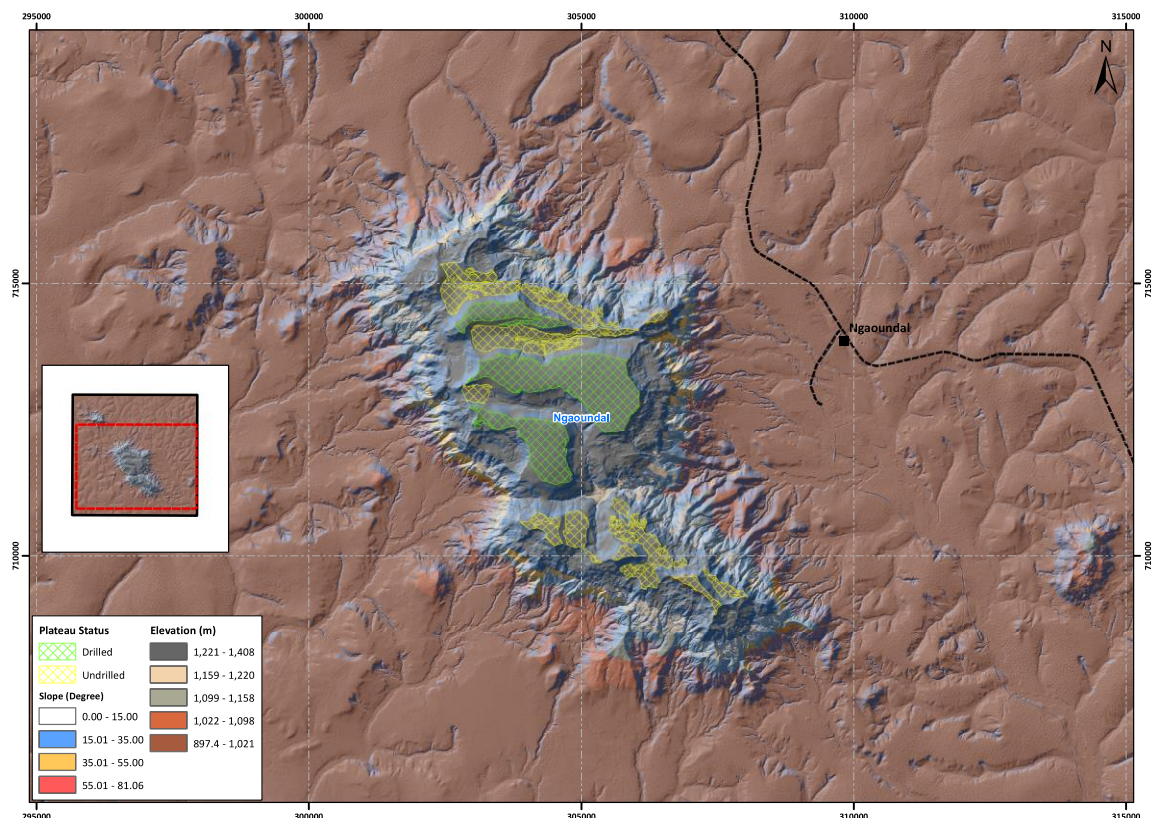 295000
300000
305000
310000
315000
N
715000
715000
Ngaoundal
Ngaoundal
710000
710000
Plateau Status
Drilled
Undrilled
Slope (Degree)
0.00 - 15.00
15.01 - 35.00
35.01 - 55.00
55.01 - 81.06
Elevation (m)
1,221 - 1,408
1,159 - 1,220
1,099 - 1,158
1,022 - 1,098
897.4 - 1,021
295000
300000
305000
310000
315000